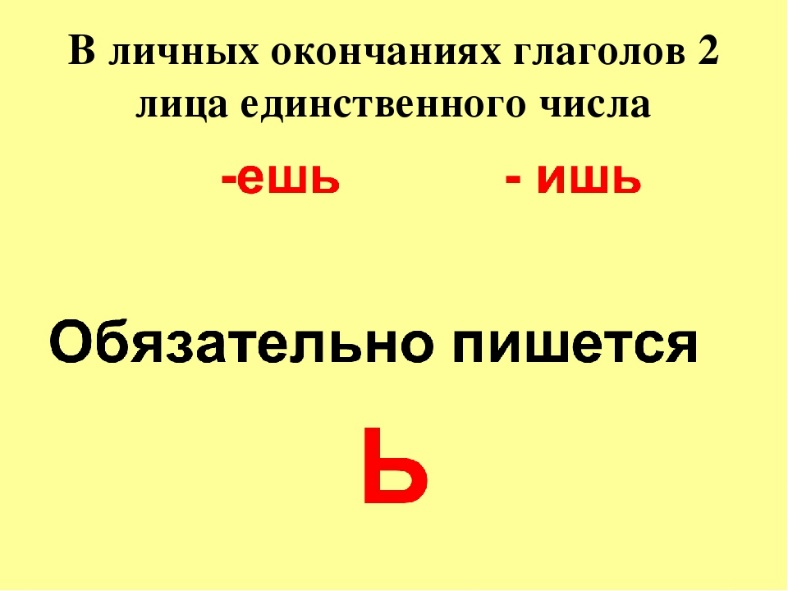 В личных окончаниях глаголов 2
лица единственного числа
-ешь - ишь
Обязательно пишется
Ь